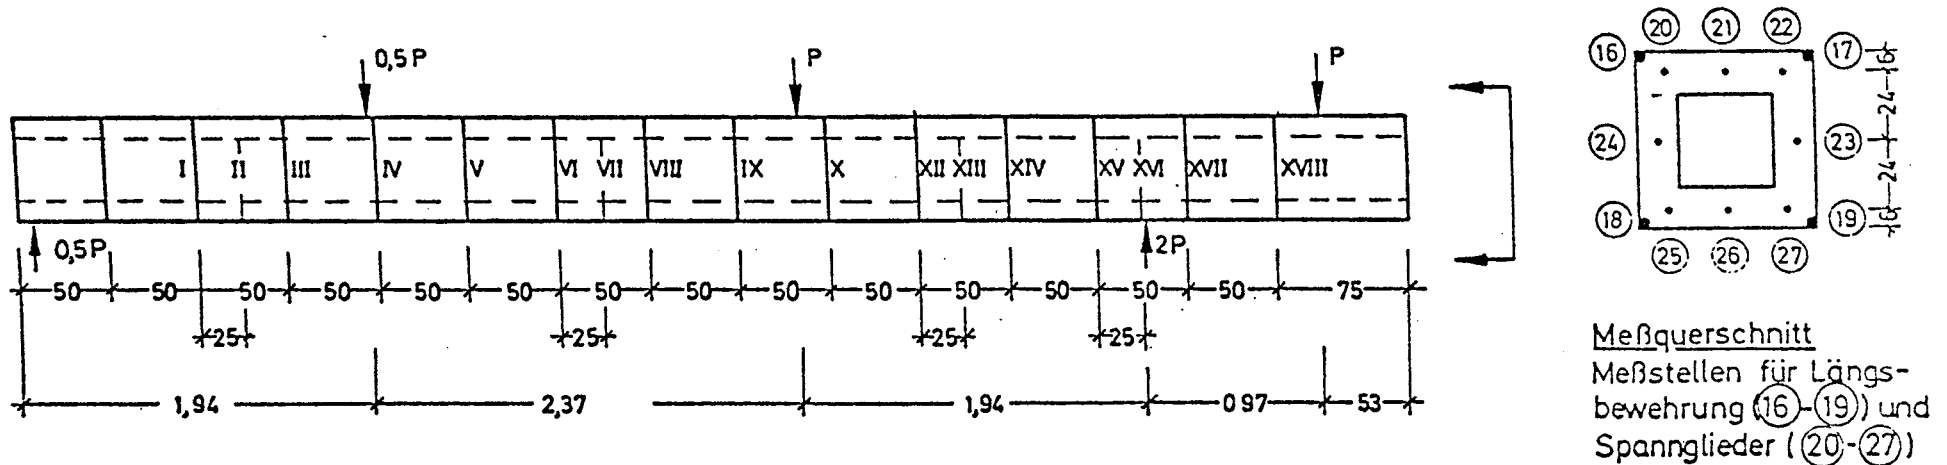 0,5P
P
P
I II III IV V VI VII VIII IX X XII XIII XIV XV XVI XVII XVIII
0,5P
2P
50 50 50 50 50 50 50 50 50 50 50 50 50 50 75
25 25 25 25
1,94 2,37 1,94 0 97 53
20 21 22
16 17
6
24
24 23
24
18 19
6
25 26 27
Meßquerschnitt
Meßstellen für Längs-
bewehrung (16-19)) und
Spannglieder (20-27)